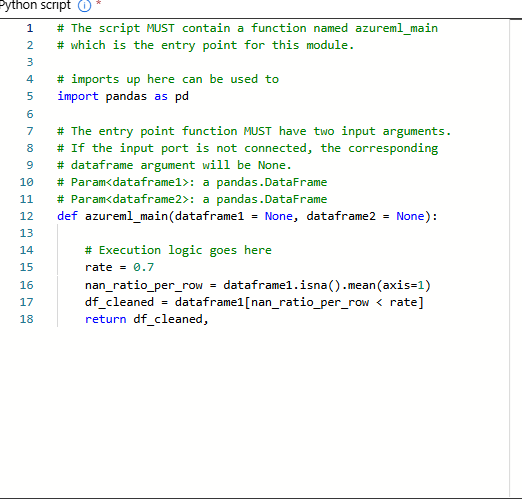 Python script ⓘ *
1 # The script MUST contain a function named azureml_main
2 # which is the entry point for this module.
3
4 # imports up here can be used to
5 import pandas as pd
6
7 # The entry point function MUST have two input arguments.
8 # If the input port is not connected, the corresponding
9 # dataframe argument will be None.
10 # Param<dataframe1>: a pandas.DataFrame
11 # Param<dataframe2>: a pandas.DataFrame
12 def azureml_main(dataframe1 = None, dataframe2 = None):
13
14     # Execution logic goes here
15     rate = 0.7
16     nan_ratio_per_row = dataframe1.isna().mean(axis=1)
17     df_cleaned = dataframe1[nan_ratio_per_row < rate]
18     return df_cleaned,